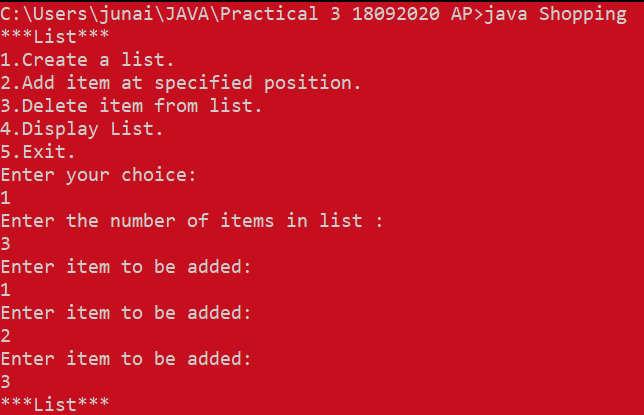 C:\Users\junai\JAVA\Practical 3 18092020 AP>java Shopping
***List***
1.Create a list.
2.Add item at specified position.
3.Delete item from list.
4.Display List.
5.Exit.
Enter your choice:
1
Enter the number of items in list :
3
Enter item to be added:
1
Enter item to be added:
2
Enter item to be added:
3
***List***